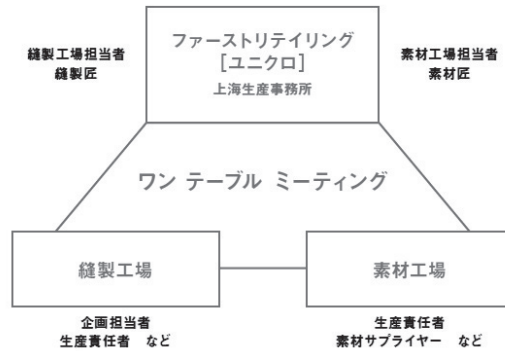 ファーストリテイリング
[ユニクロ]
上海生産事務所
縫製工場担当者
縫製匠
素材工場担当者
素材匠
ワン テーブル ミーティング
縫製工場
素材工場
企画担当者
生産責任者 など
生産責任者
素材サプライヤー など